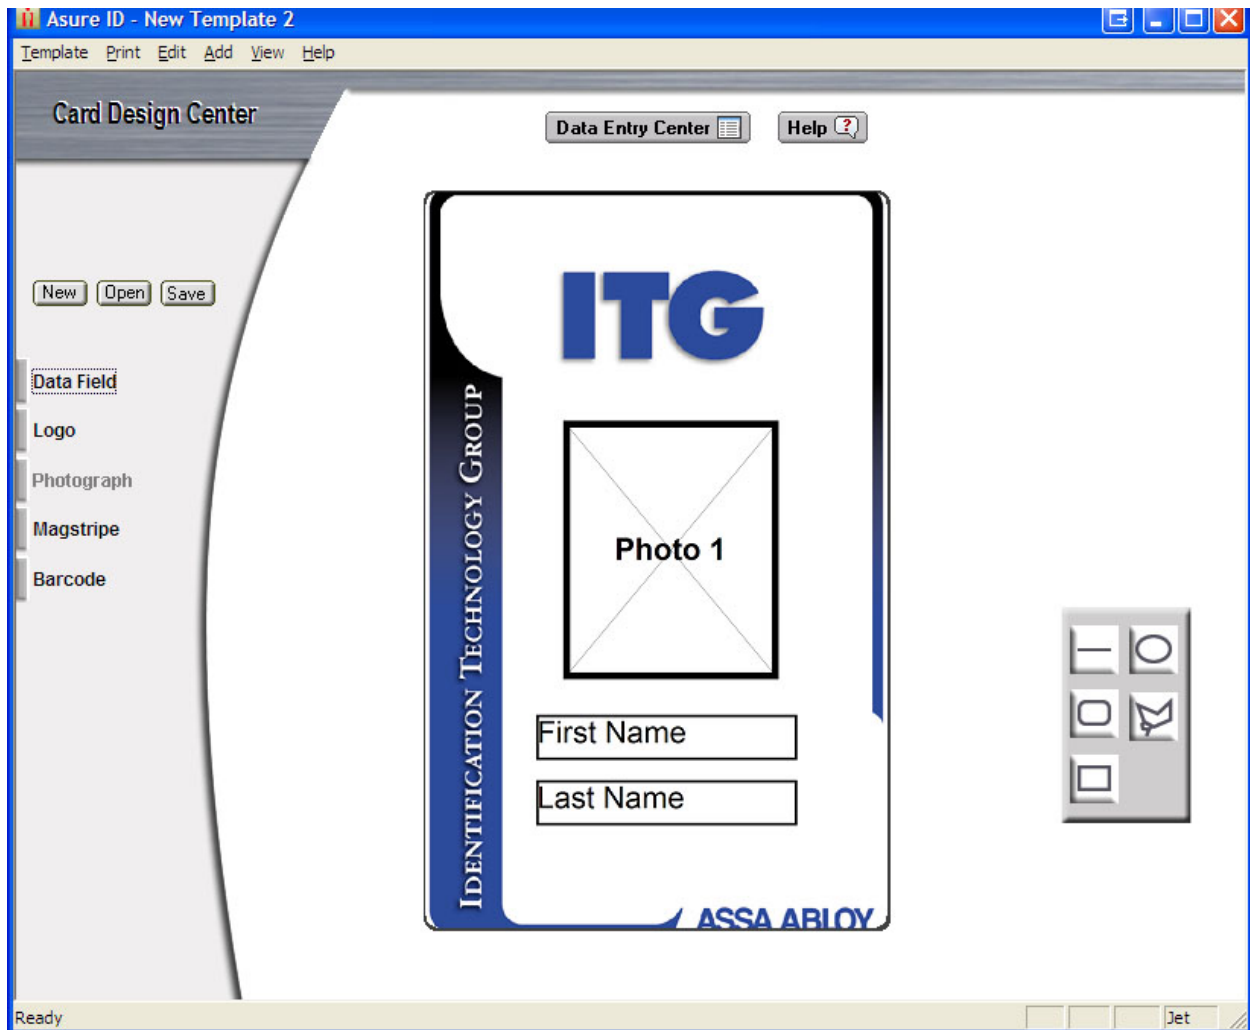 Asure ID - New Template 2
Template Print Edit Add View Help
Card Design Center
Data Entry Center
Help
New Open Save
Data Field
Logo
Photograph
Magstripe
Barcode
ITG
IDENTIFICATION TECHNOLOGY GROUP
Photo 1
First Name
Last Name
ASSA ABLOY
Ready
Jet